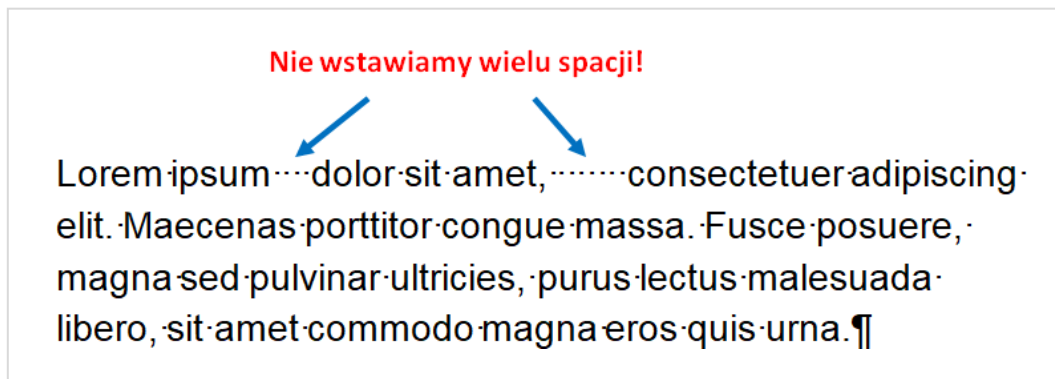 Nie wstawiamy wielu spacji!
Lorem·ipsum····dolor·sit·amet,········consectetuer·adipiscing·
elit.·Maecenas·porttitor·congue·massa.·Fusce·posuere,·
magna·sed·pulvinar·ultricies,·purus·lectus·malesuada·
libero,·sit·amet·commodo·magna·eros·quis·urna.¶